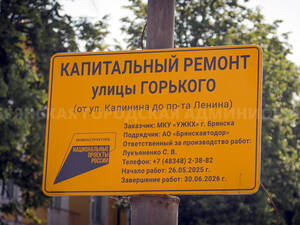 КАПИТАЛЬНЫЙ РЕМОНТ
улицы ГОРЬКОГО
(от ул. Калинина до пр-та Ленина)
Заказчик: МКУ «УЖКХ» г. Брянска
Подрядчик: АО «Брянскавтодор»
Ответственный за производство работ:
Лукьяненко С. В.
Телефон: +7 (48348) 2-38-82
Начало работ: 26.05.2025 г.
Завершение работ: 30.06.2026 г.
ИНФРАСТРУКТУРА
НАЦИОНАЛЬНЫЕ
ПРОЕКТЫ
РОССИИ